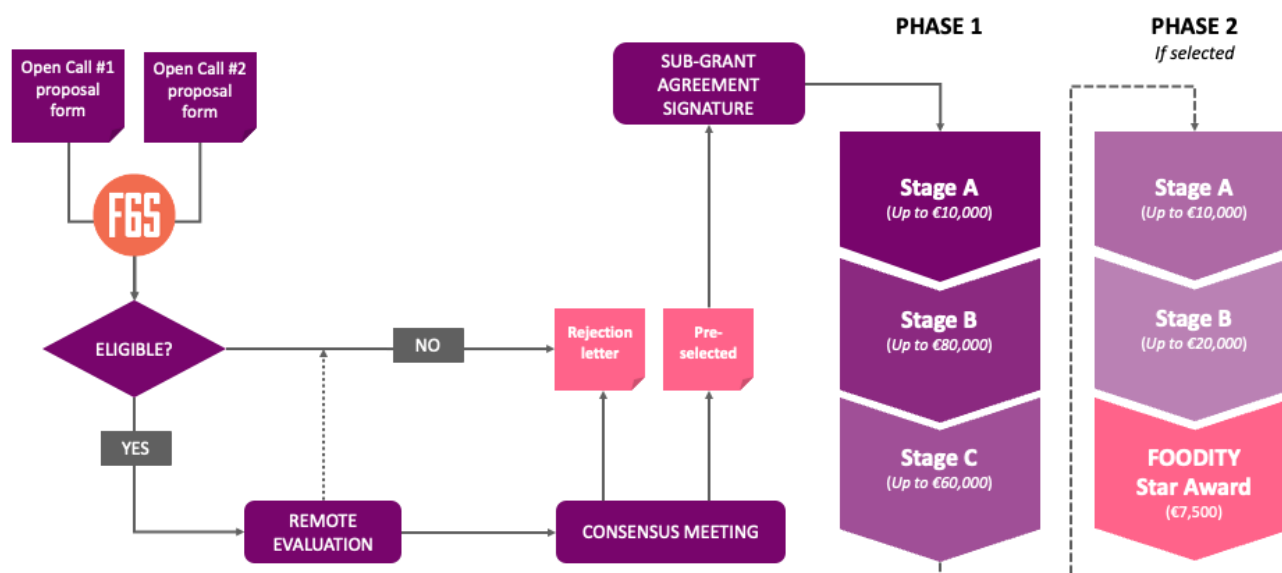 PHASE 1
PHASE 2
If selected
Open Call #1
proposal
form
Open Call #2
proposal
form
F6S
ELIGIBLE?
NO
YES
Rejection
letter
Pre-
selected
REMOTE
EVALUATION
CONSENSUS MEETING
SUB-GRANT
AGREEMENT
SIGNATURE
Stage A
(Up to €10,000)
Stage B
(Up to €80,000)
Stage C
(Up to €60,000)
Stage A
(Up to €10,000)
Stage B
(Up to €20,000)
FOODITY
Star Award
(€7,500)